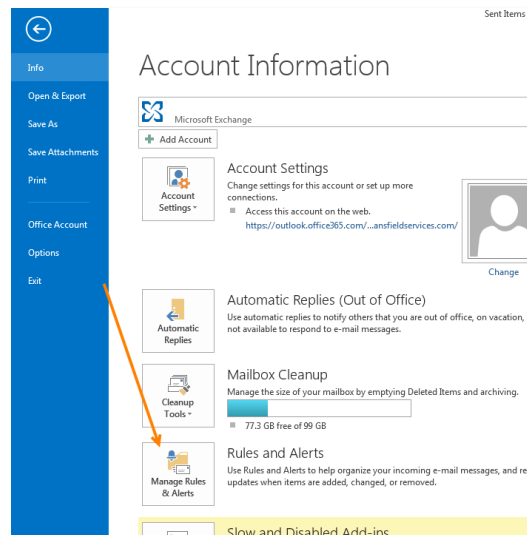 Sent Items
Info
Open & Export
Save As
Save Attachments
Print
Office Account
Options
Exit
Account Information
Microsoft Exchange
Add Account
Account
Settings
Account Settings
Change settings for this account or set up more
connections.
Access this account on the web.
https://outlook.office365.com/...ansfieldservices.com/
Change
Automatic
Replies
Automatic Replies (Out of Office)
Use automatic replies to notify others that you are out of office, on vacation,
not available to respond to e-mail messages.
Cleanup
Tools
Mailbox Cleanup
Manage the size of your mailbox by emptying Deleted Items and archiving.
77.3 GB free of 99 GB
Manage Rules
& Alerts
Rules and Alerts
Use Rules and Alerts to help organize your incoming e-mail messages, and re
updates when items are added, changed, or removed.
Slow and Disabled Add-ins